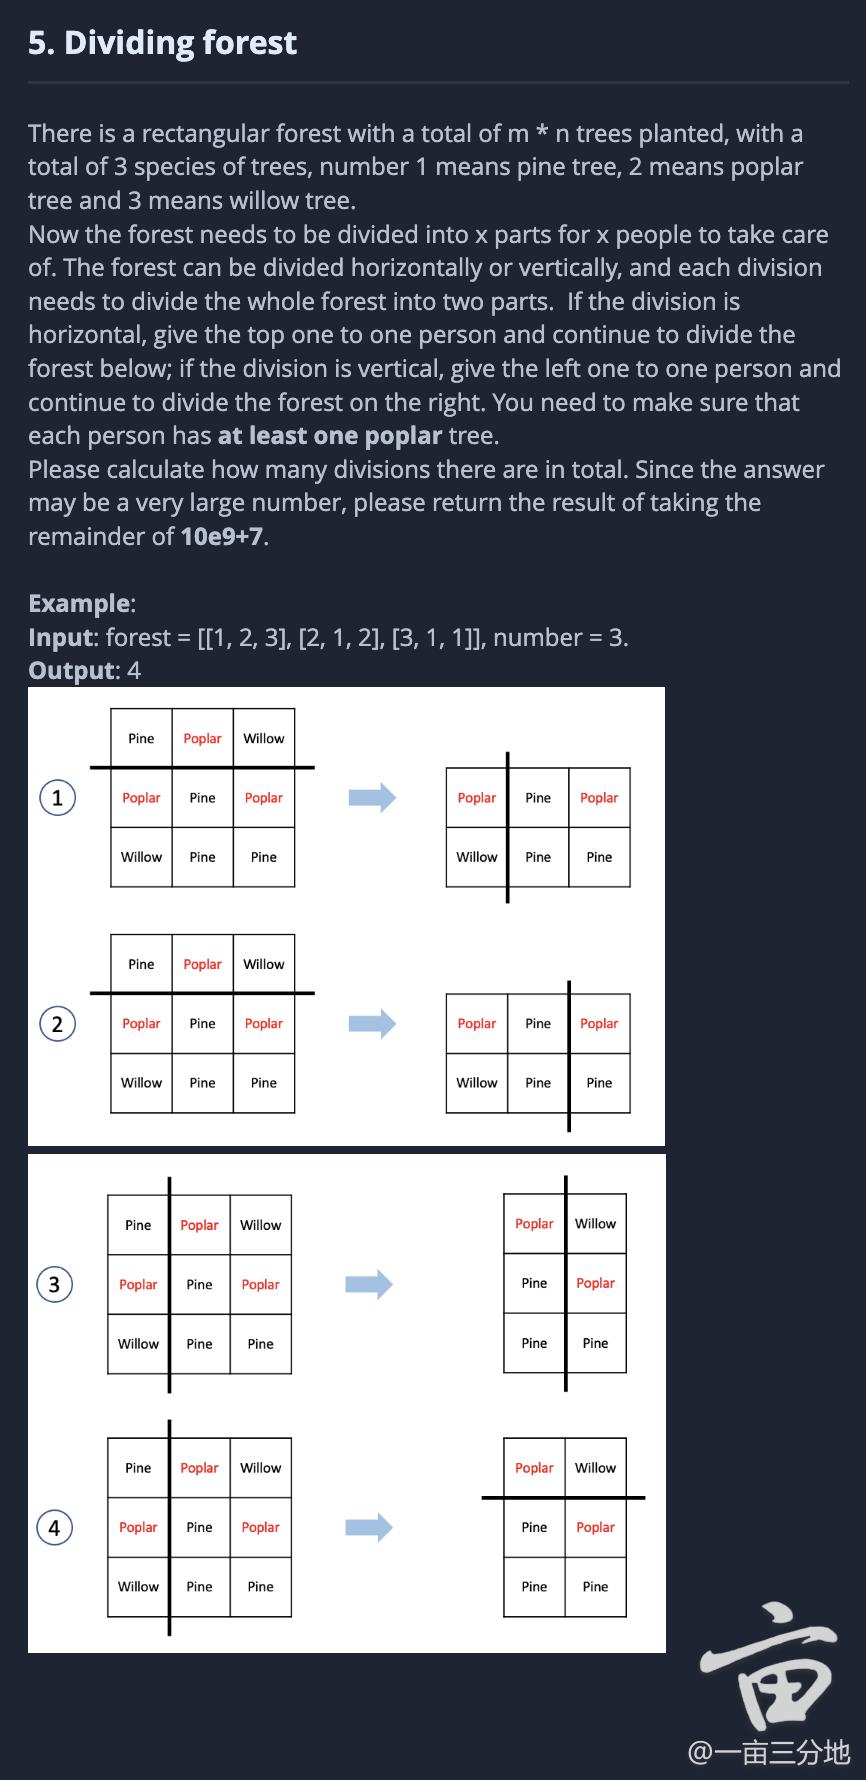 5. Dividing forest
There is a rectangular forest with a total of m * n trees planted, with a
total of 3 species of trees, number 1 means pine tree, 2 means poplar
tree and 3 means willow tree.
Now the forest needs to be divided into x parts for x people to take care
of. The forest can be divided horizontally or vertically, and each division
needs to divide the whole forest into two parts.  If the division is
horizontal, give the top one to one person and continue to divide the
forest below; if the division is vertical, give the left one to one person and
continue to divide the forest on the right. You need to make sure that
each person has at least one poplar tree.
Please calculate how many divisions there are in total. Since the answer
may be a very large number, please return the result of taking the
remainder of 10e9+7.
Example:
Input: forest = [[1, 2, 3], [2, 1, 2], [3, 1, 1]], number = 3.
Output: 4
Pine Poplar Willow
1 Poplar Pine Poplar Poplar Pine Poplar
Willow Pine Pine Willow Pine Pine
Pine Poplar Willow
2 Poplar Pine Poplar Poplar Pine Poplar
Willow Pine Pine Willow Pine Pine
Pine Poplar Willow Poplar Willow
3 Poplar Pine Poplar Pine Poplar
Willow Pine Pine Pine Pine
Pine Poplar Willow Poplar Willow
4 Poplar Pine Poplar Pine Poplar
Willow Pine Pine Pine Pine
亩
@一亩三分地